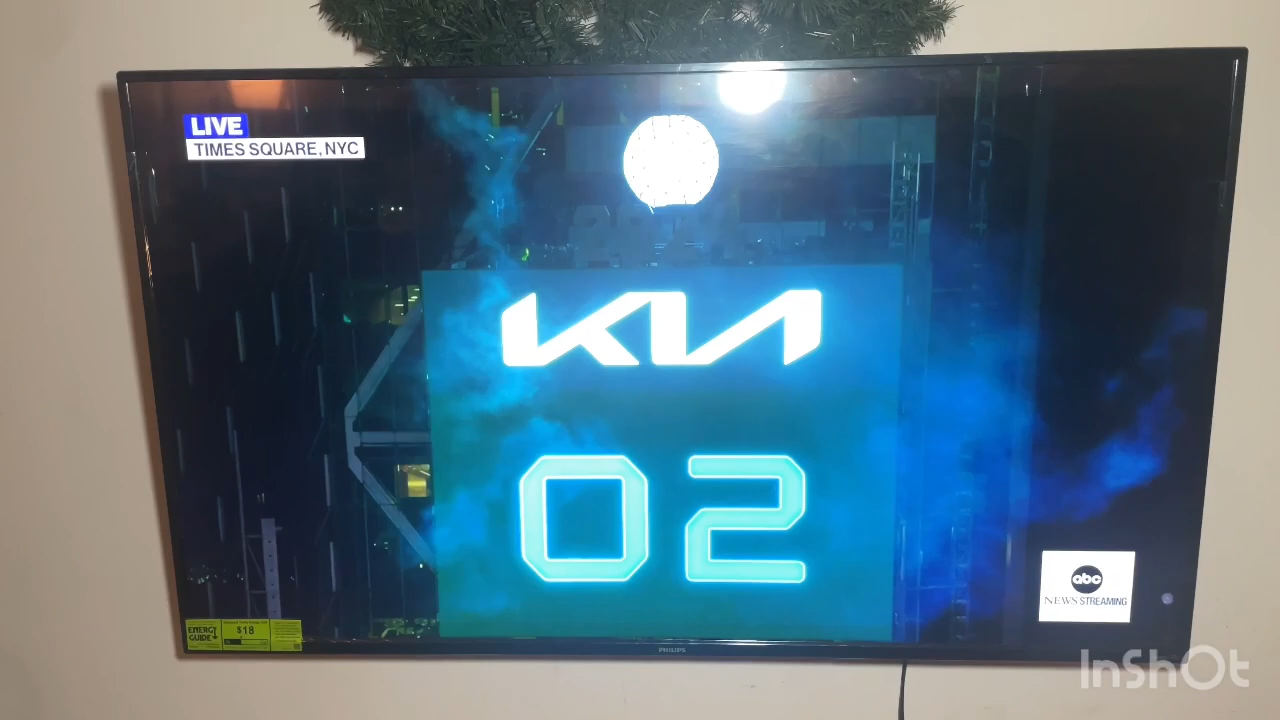 LIVE
TIMES SQUARE, NYC
KIA
02
abc
NEWS STREAMING
ENERGY
GUIDE
$18
PHILIPS
InShOt